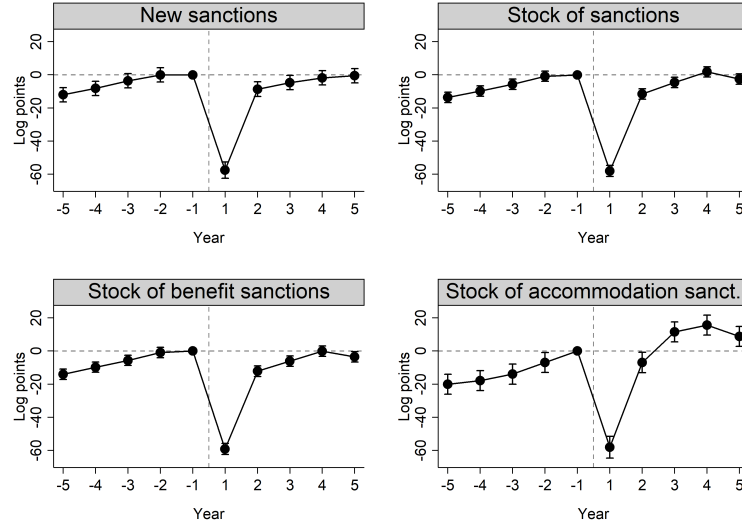 New sanctions
Log points
20
0
-20
-40
-60
-5 -4 -3 -2 -1 1 2 3 4 5
Year
Stock of sanctions
Log points
20
0
-20
-40
-60
-5 -4 -3 -2 -1 1 2 3 4 5
Year
Stock of benefit sanctions
Log points
20
0
-20
-40
-60
-5 -4 -3 -2 -1 1 2 3 4 5
Year
Stock of accommodation sanct.
Log points
20
0
-20
-40
-60
-5 -4 -3 -2 -1 1 2 3 4 5
Year